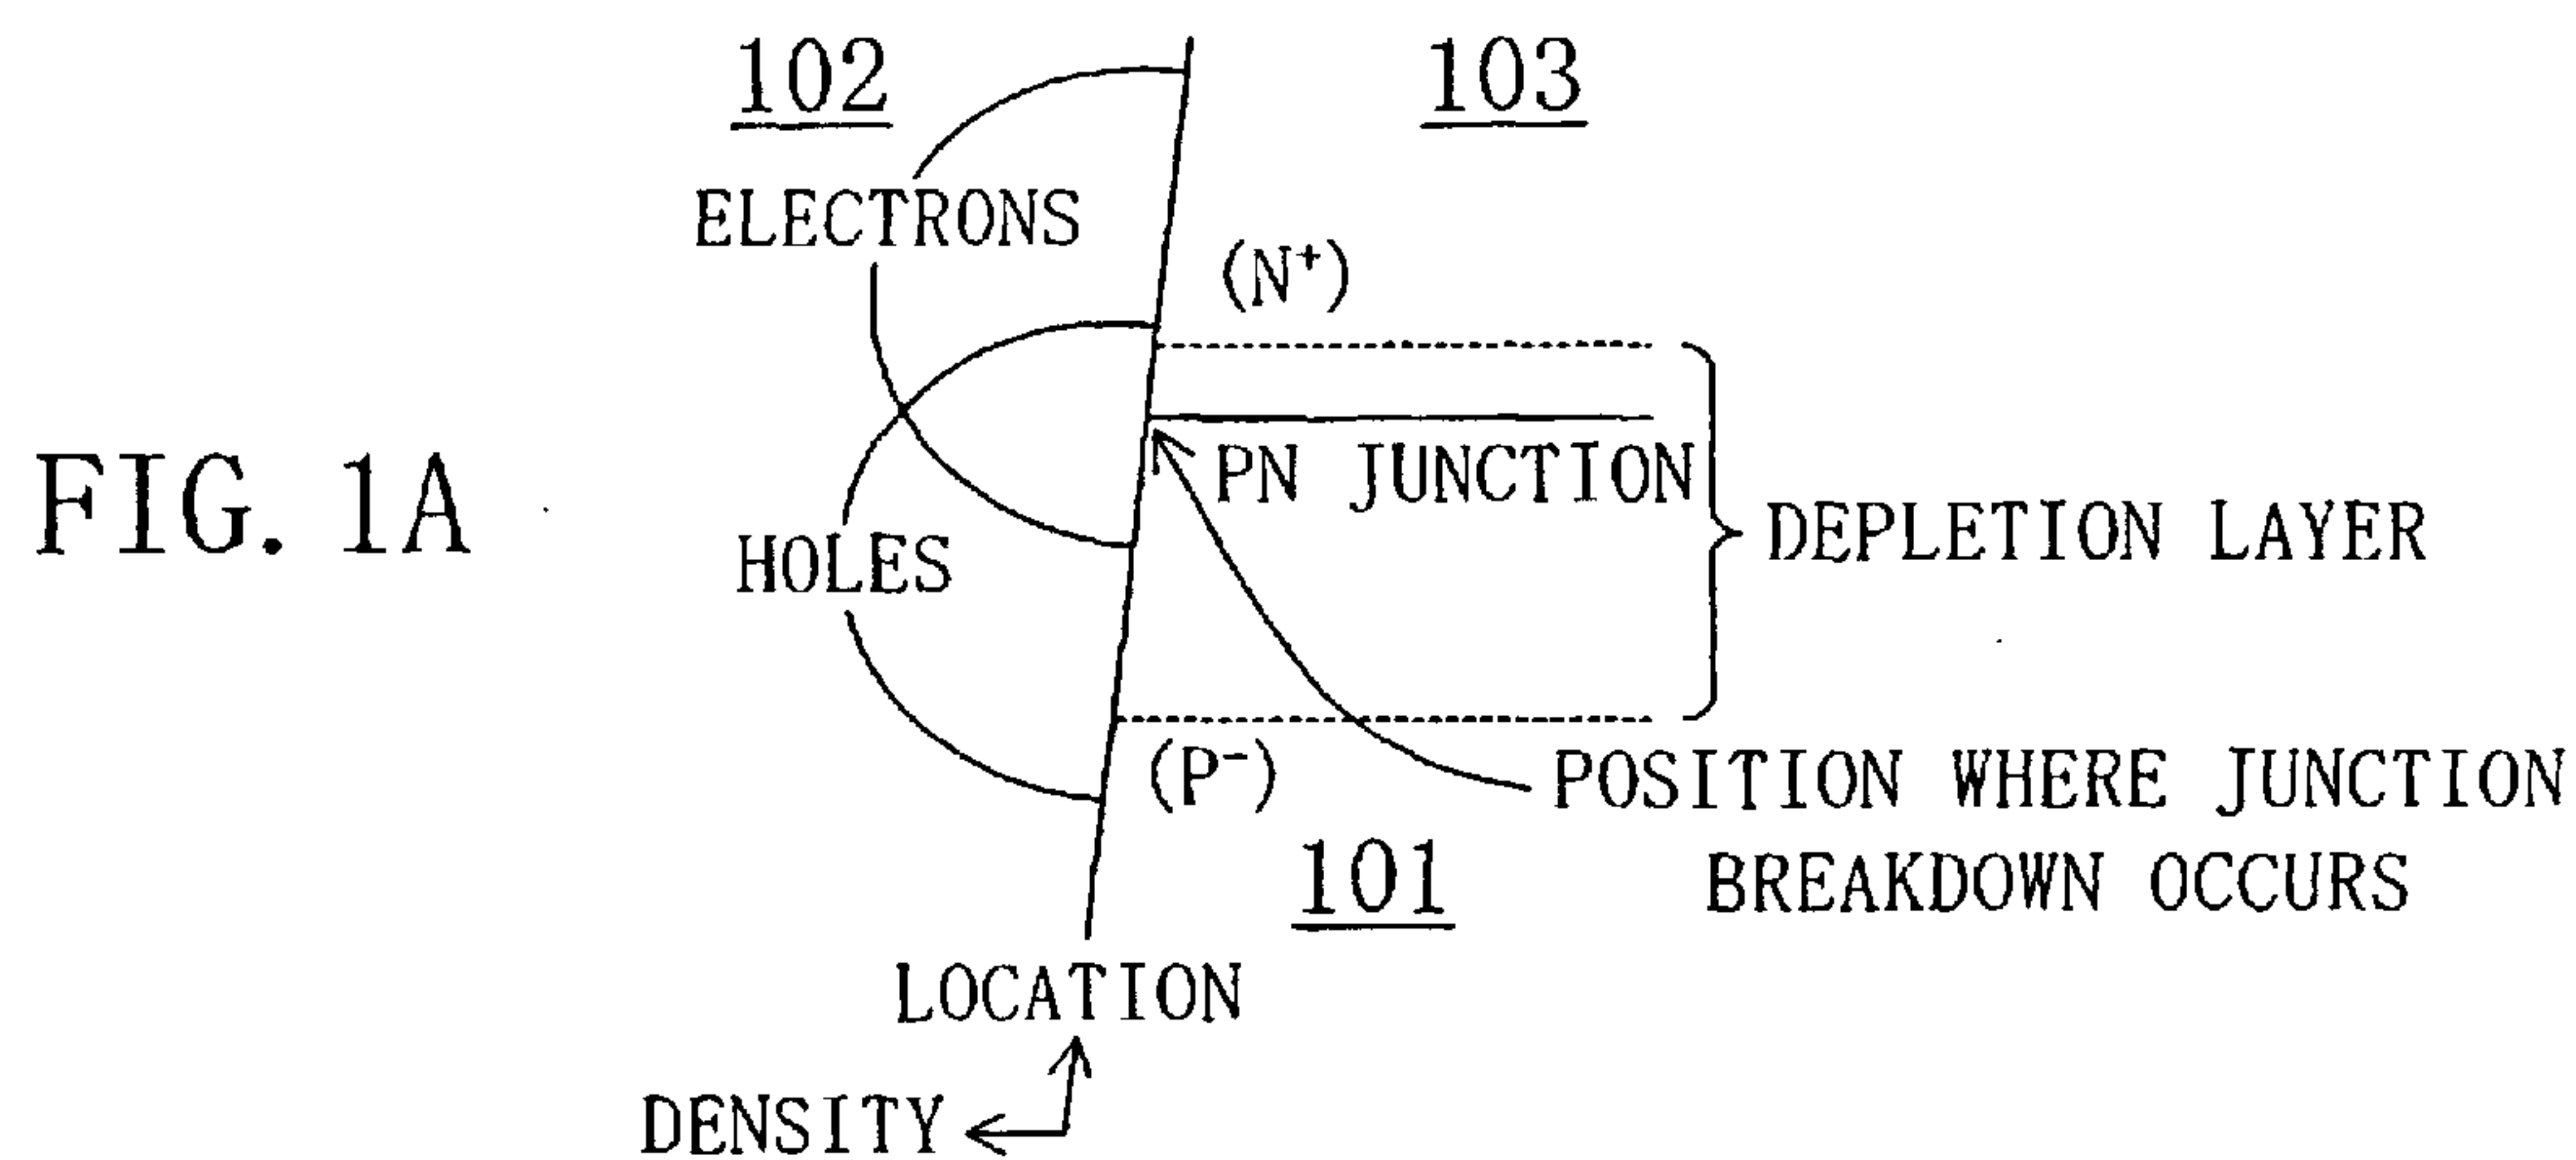 102
103
ELECTRONS
(N+)
PN JUNCTION
FIG. 1A
DEPLETION LAYER
HOLES
(P-)
POSITION WHERE JUNCTION
BREAKDOWN OCCURS
101
LOCATION
DENSITY